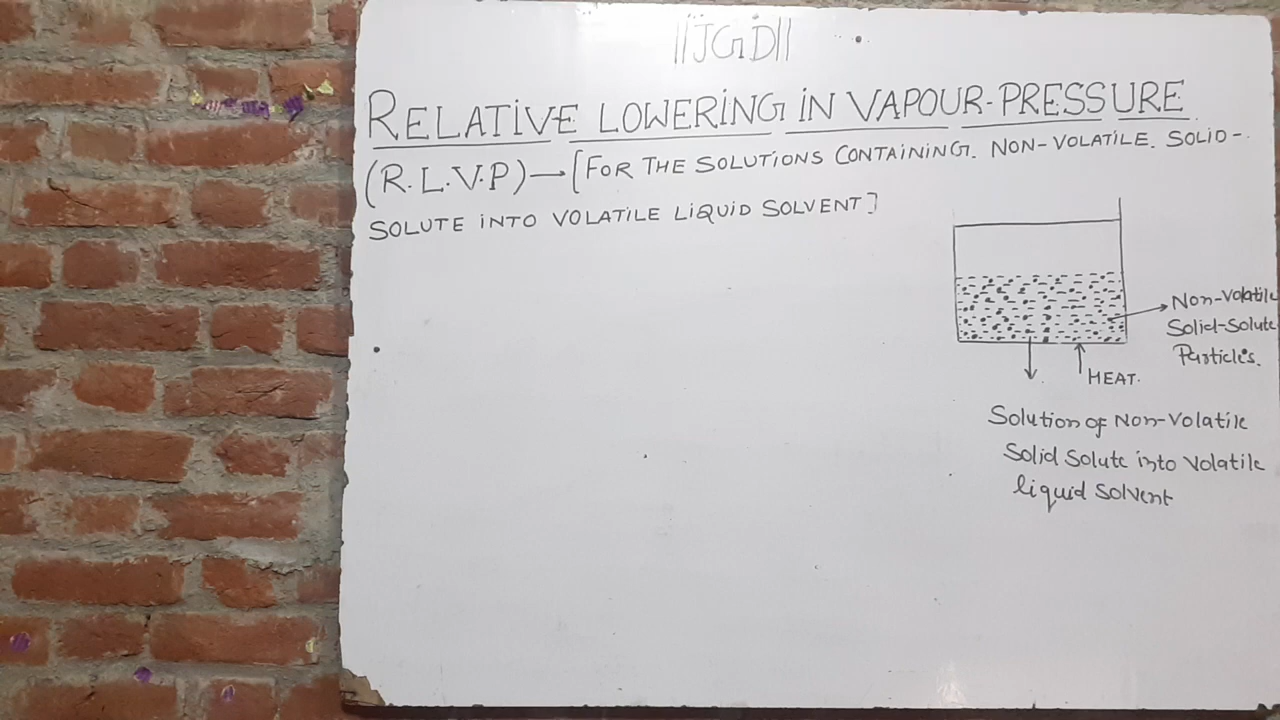 ||JGD||
RELATIVE LOWERING IN VAPOUR-PRESSURE
(R.L.V.P)→[FOR THE SOLUTIONS CONTAINING. NON-VOLATILE. SOLID-
SOLUTE INTO VOLATILE LIQUID SOLVENT]
Non-Volatile
Solid-Solute
Particles.
HEAT.
Solution of Non-Volatile
Solid Solute into Volatile
liquid Solvent